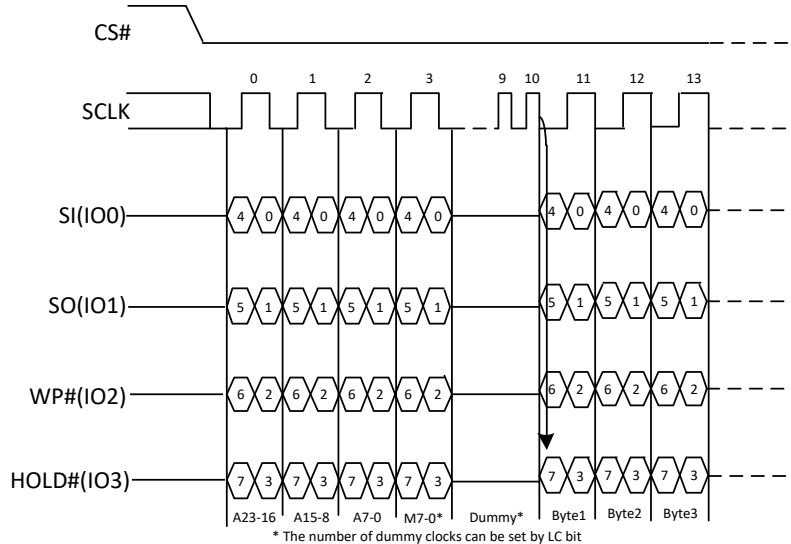 CS#
0 1 2 3 9 10 11 12 13
SCLK
SI(IO0) 4 0 4 0 4 0 4 0 4 0 4 0 4 0
SO(IO1) 5 1 5 1 5 1 5 1 5 1 5 1 5 1
WP#(IO2) 6 2 6 2 6 2 6 2 6 2 6 2 6 2
HOLD#(IO3) 7 3 7 3 7 3 7 3 7 3 7 3 7 3
A23-16 A15-8 A7-0 M7-0* Dummy* Byte1 Byte2 Byte3
* The number of dummy clocks can be set by LC bit